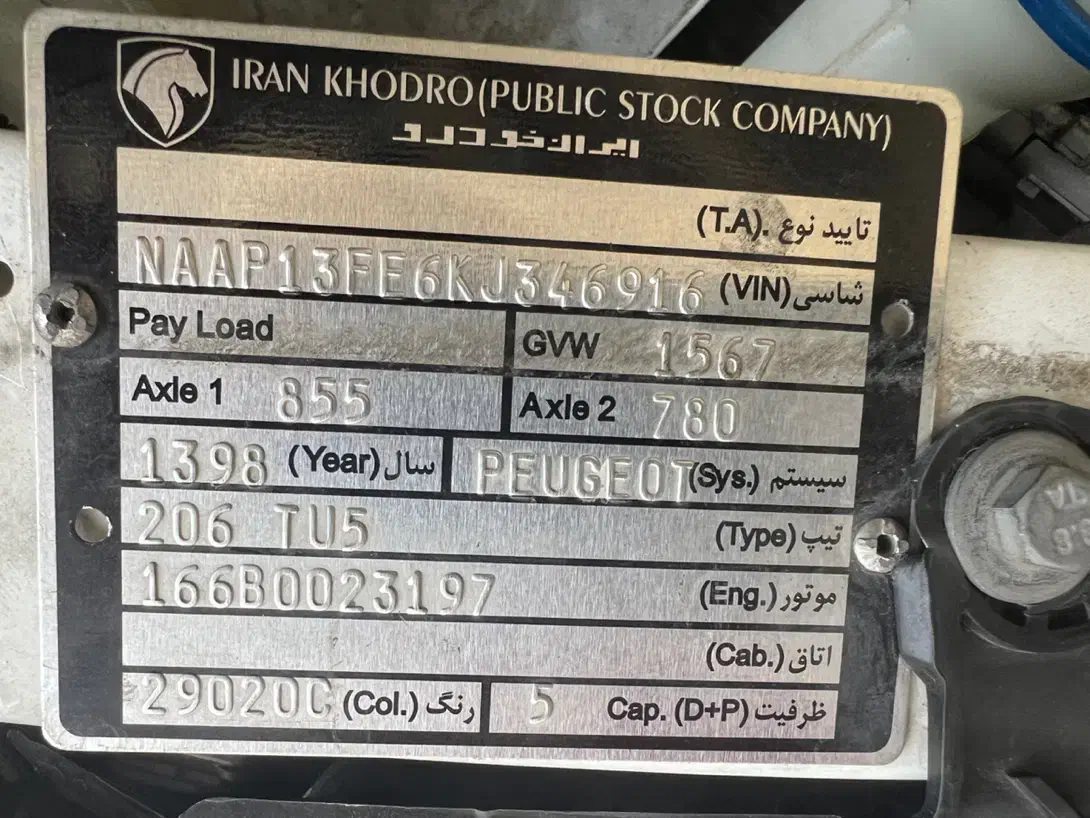 IRAN KHODRO (PUBLIC STOCK COMPANY)
ایران خودرو
تایید نوع (T.A.)
NAAP13FE6KJ346916 شاسی (VIN)
Pay Load GVW 1567
Axle 1 855 Axle 2 780
1398 سال (Year) PEUGEOT سیستم (Sys.)
206 TU5 تیپ (Type)
166B0023197 موتور (Eng.)
اتاق (Cab.)
29020C رنگ (Col.) 5 ظرفیت Cap. (D+P)